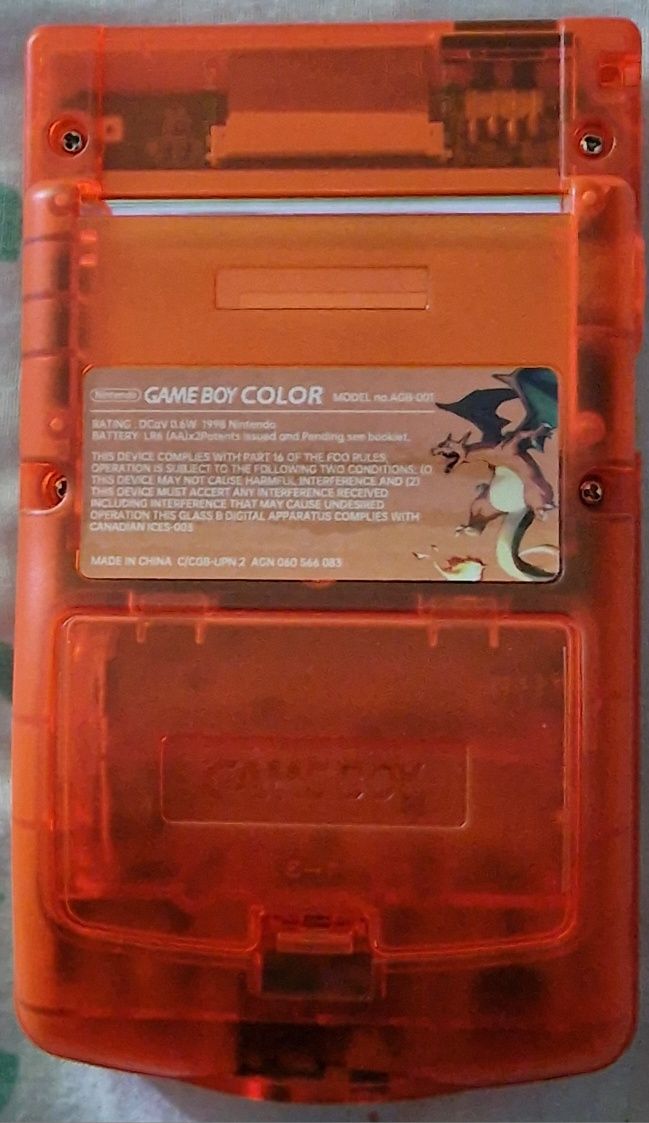 Nintendo GAME BOY COLOR MODEL no.AGB-001
RATING : DC2V 0.6W 1998 Nintendo
BATTERY LR6 (AA)x2Patents Issued and Pending see booklet.
THIS DEVICE COMPLIES WITH PART 16 OF THE FDO RULES
OPERATION IS SUBJECT TO THE FOLLOWING TWO CONDITIONS: (0
THIS DEVICE MAY NOT CAUSE HARMFUL INTERFERENCE AND (2)
THIS DEVICE MUST ACCERT ANY INTERFERENCE RECEIVED
INCLUDING INTERFERENCE THAT MAY CAUSE UNDESIRED
OPERATION THIS GLASS B DIGITAL APPARATUS COMPLIES WITH
CANADIAN ICES-003
MADE IN CHINA C/CGB-UPN 2 AGN 060 566 083
GAME BOY